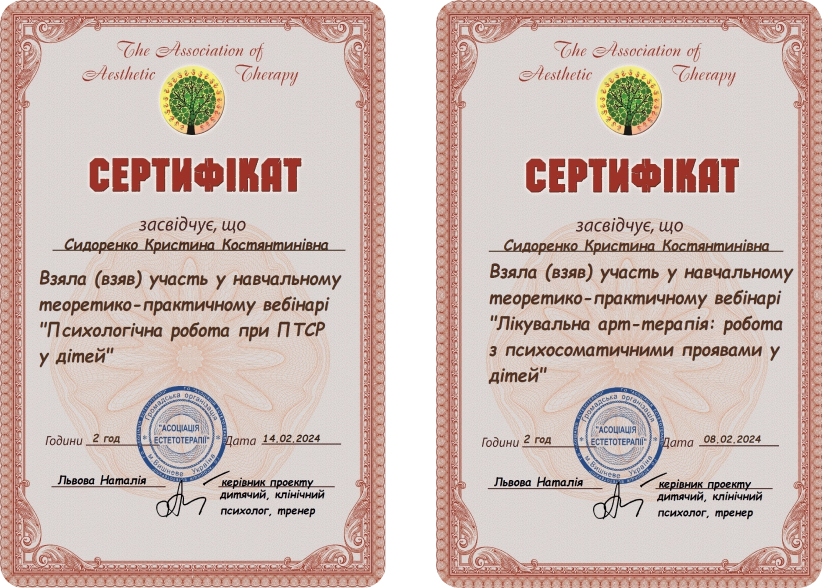 The Association of
Aesthetic Therapy
СЕРТИФІКАТ
засвідчує, що
Сидоренко Кристина Костянтинівна
Взяла (взяв) участь у навчальному
теоретико-практичному вебінарі
"Психологічна робота при ПТСР
у дітей"
Громадська організація
"АСОЦІАЦІЯ
ЕСТЕТОТЕРАПІЇ"
м.Вишневе Україна
Години 2 год Дата 14.02.2024
Львова Наталія керівник проекту
дитячий, клінічний
психолог, тренер
The Association of
Aesthetic Therapy
СЕРТИФІКАТ
засвідчує, що
Сидоренко Кристина Костянтинівна
Взяла (взяв) участь у навчальному
теоретико-практичному вебінарі
"Лікувальна арт-терапія: робота
з психосоматичними проявами у
дітей"
Громадська організація
"АСОЦІАЦІЯ
ЕСТЕТОТЕРАПІЇ"
м.Вишневе Україна
Години 2 год Дата 08.02.2024
Львова Наталія керівник проекту
дитячий, клінічний
психолог, тренер